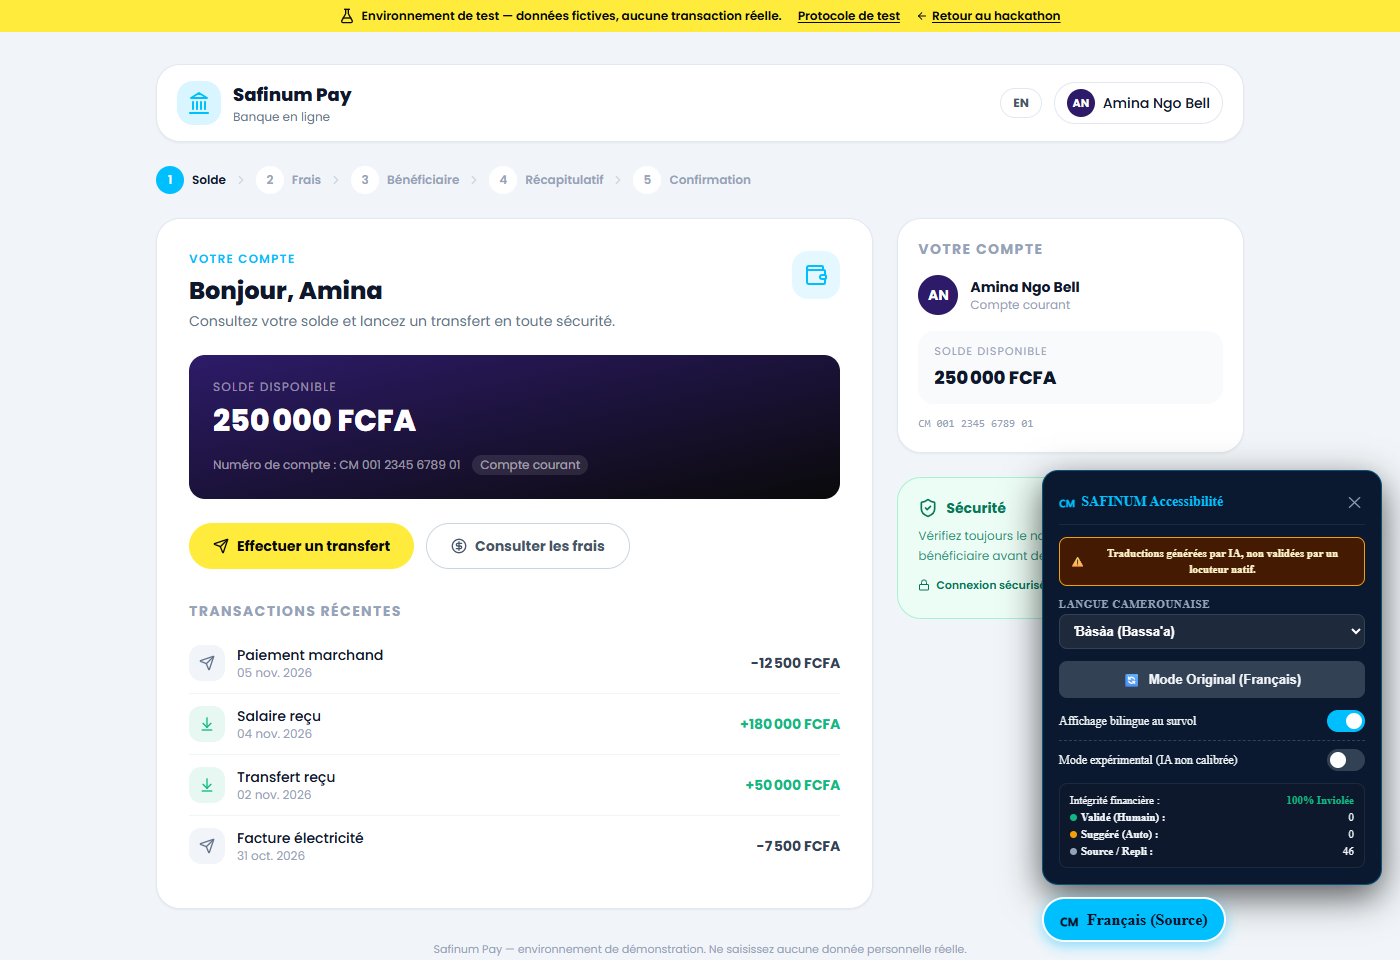 Environnement de test — données fictives, aucune transaction réelle. Protocole de test ← Retour au hackathon
Safinum Pay
Banque en ligne
EN
AN Amina Ngo Bell
1 Solde
2 Frais
3 Bénéficiaire
4 Récapitulatif
5 Confirmation
VOTRE COMPTE
Bonjour, Amina
Consultez votre solde et lancez un transfert en toute sécurité.
SOLDE DISPONIBLE
250 000 FCFA
Numéro de compte : CM 001 2345 6789 01 Compte courant
Effectuer un transfert
Consulter les frais
TRANSACTIONS RÉCENTES
Paiement marchand
05 nov. 2026
-12 500 FCFA
Salaire reçu
04 nov. 2026
+180 000 FCFA
Transfert reçu
02 nov. 2026
+50 000 FCFA
Facture électricité
31 oct. 2026
-7 500 FCFA
VOTRE COMPTE
AN
Amina Ngo Bell
Compte courant
SOLDE DISPONIBLE
250 000 FCFA
CM 001 2345 6789 01
Sécurité
Vérifiez toujours le
bénéficiaire avant
Connexion
CM SAFINUM Accessibilité
Traductions générées par IA, non validées par un
locuteur natif.
LANGUE CAMEROUNAISE
Ɓàsàa (Bassa'a)
Mode Original (Français)
Affichage bilingue au survol
Mode expérimental (IA non calibrée)
Intégrité financière : 100% Inviolée
Validé (Humain) : 0
Suggéré (Auto) : 0
Source / Repli : 46
CM Français (Source)
Safinum Pay — environnement de démonstration. Ne saisissez aucune donnée personnelle réelle.